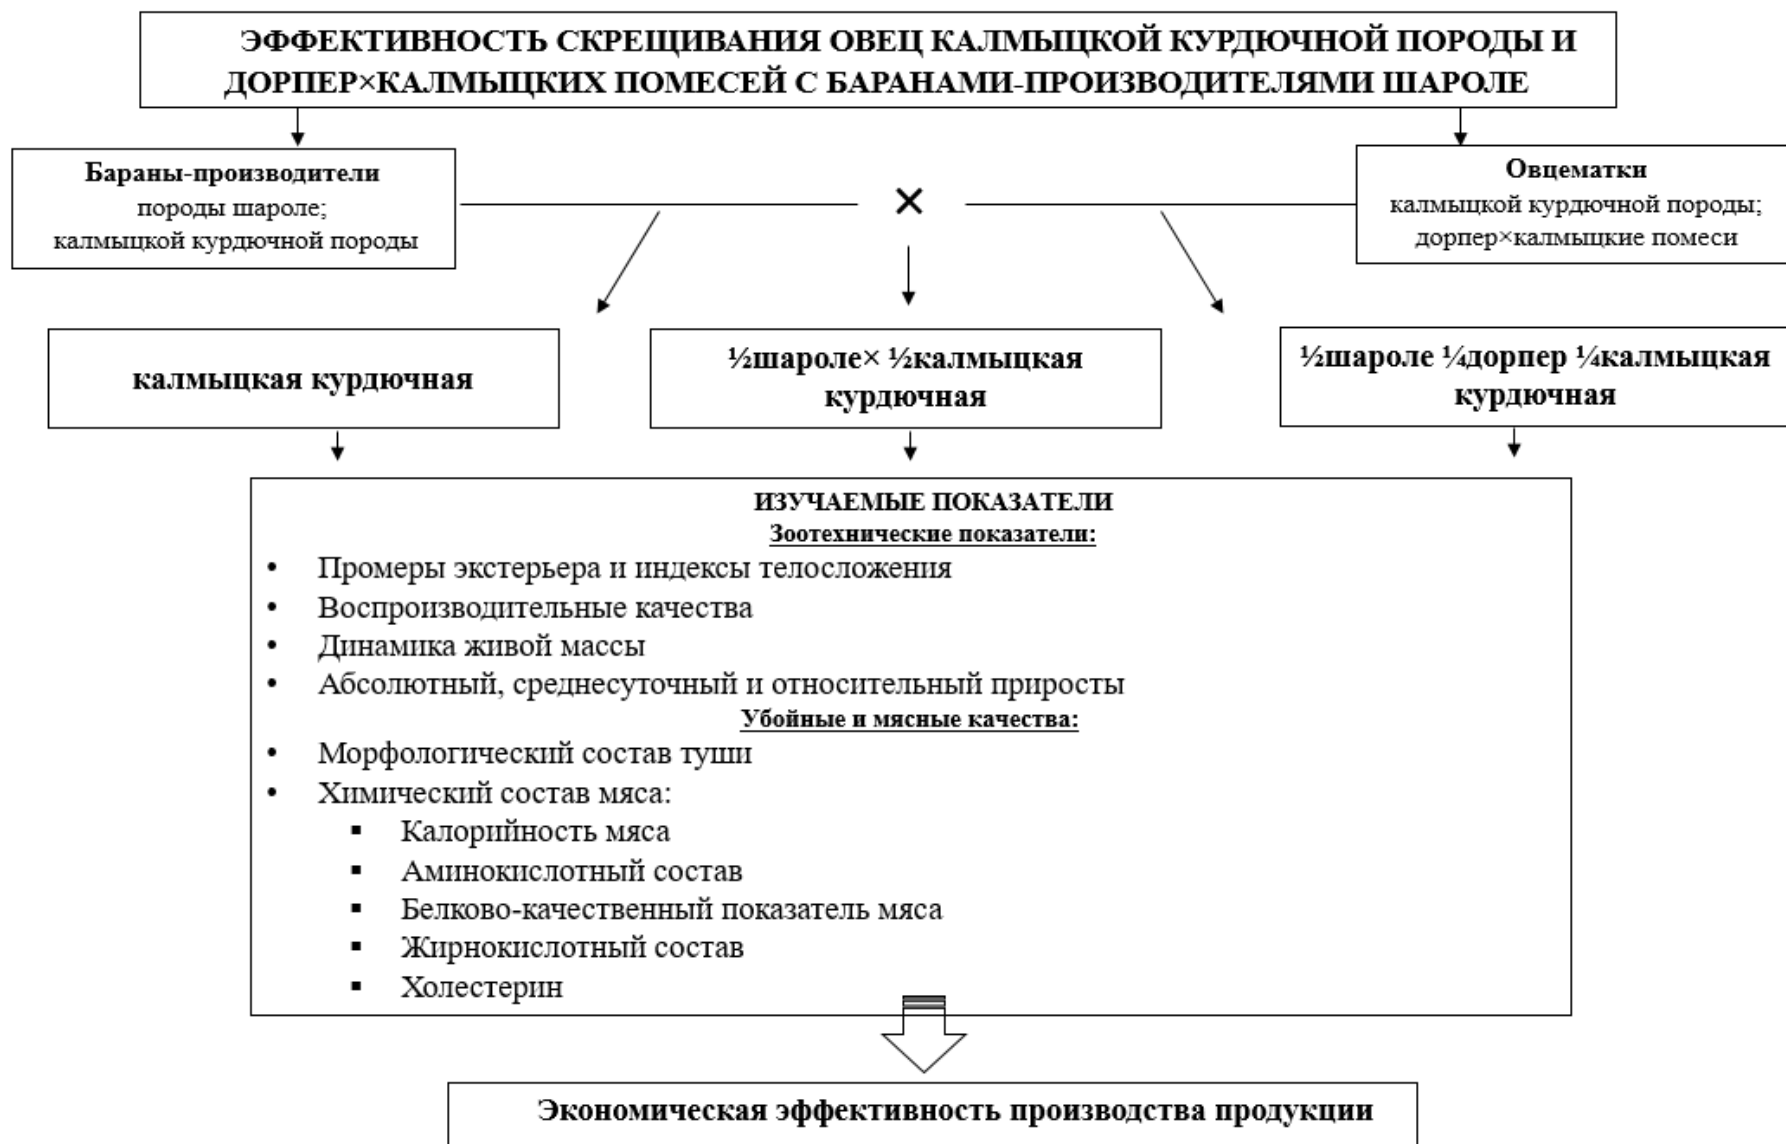 ЭФФЕКТИВНОСТЬ СКРЕЩИВАНИЯ ОВЕЦ КАЛМЫЦКОЙ КУРДЮЧНОЙ ПОРОДЫ И
ДОРПЕР×КАЛМЫЦКИХ ПОМЕСЕЙ С БАРАНАМИ-ПРОИЗВОДИТЕЛЯМИ ШАРОЛЕ
Бараны-производители
породы шароле;
калмыцкой курдючной породы
×
Овцематки
калмыцкой курдючной породы;
дорпер×калмыцкие помеси
калмыцкая курдючная
½шароле× ½калмыцкая
курдючная
½шароле ¼дорпер ¼калмыцкая
курдючная
ИЗУЧАЕМЫЕ ПОКАЗАТЕЛИ
Зоотехнические показатели:
• Промеры экстерьера и индексы телосложения
• Воспроизводительные качества
• Динамика живой массы
• Абсолютный, среднесуточный и относительный приросты
Убойные и мясные качества:
• Морфологический состав туши
• Химический состав мяса:
▪ Калорийность мяса
▪ Аминокислотный состав
▪ Белково-качественный показатель мяса
▪ Жирнокислотный состав
▪ Холестерин
Экономическая эффективность производства продукции